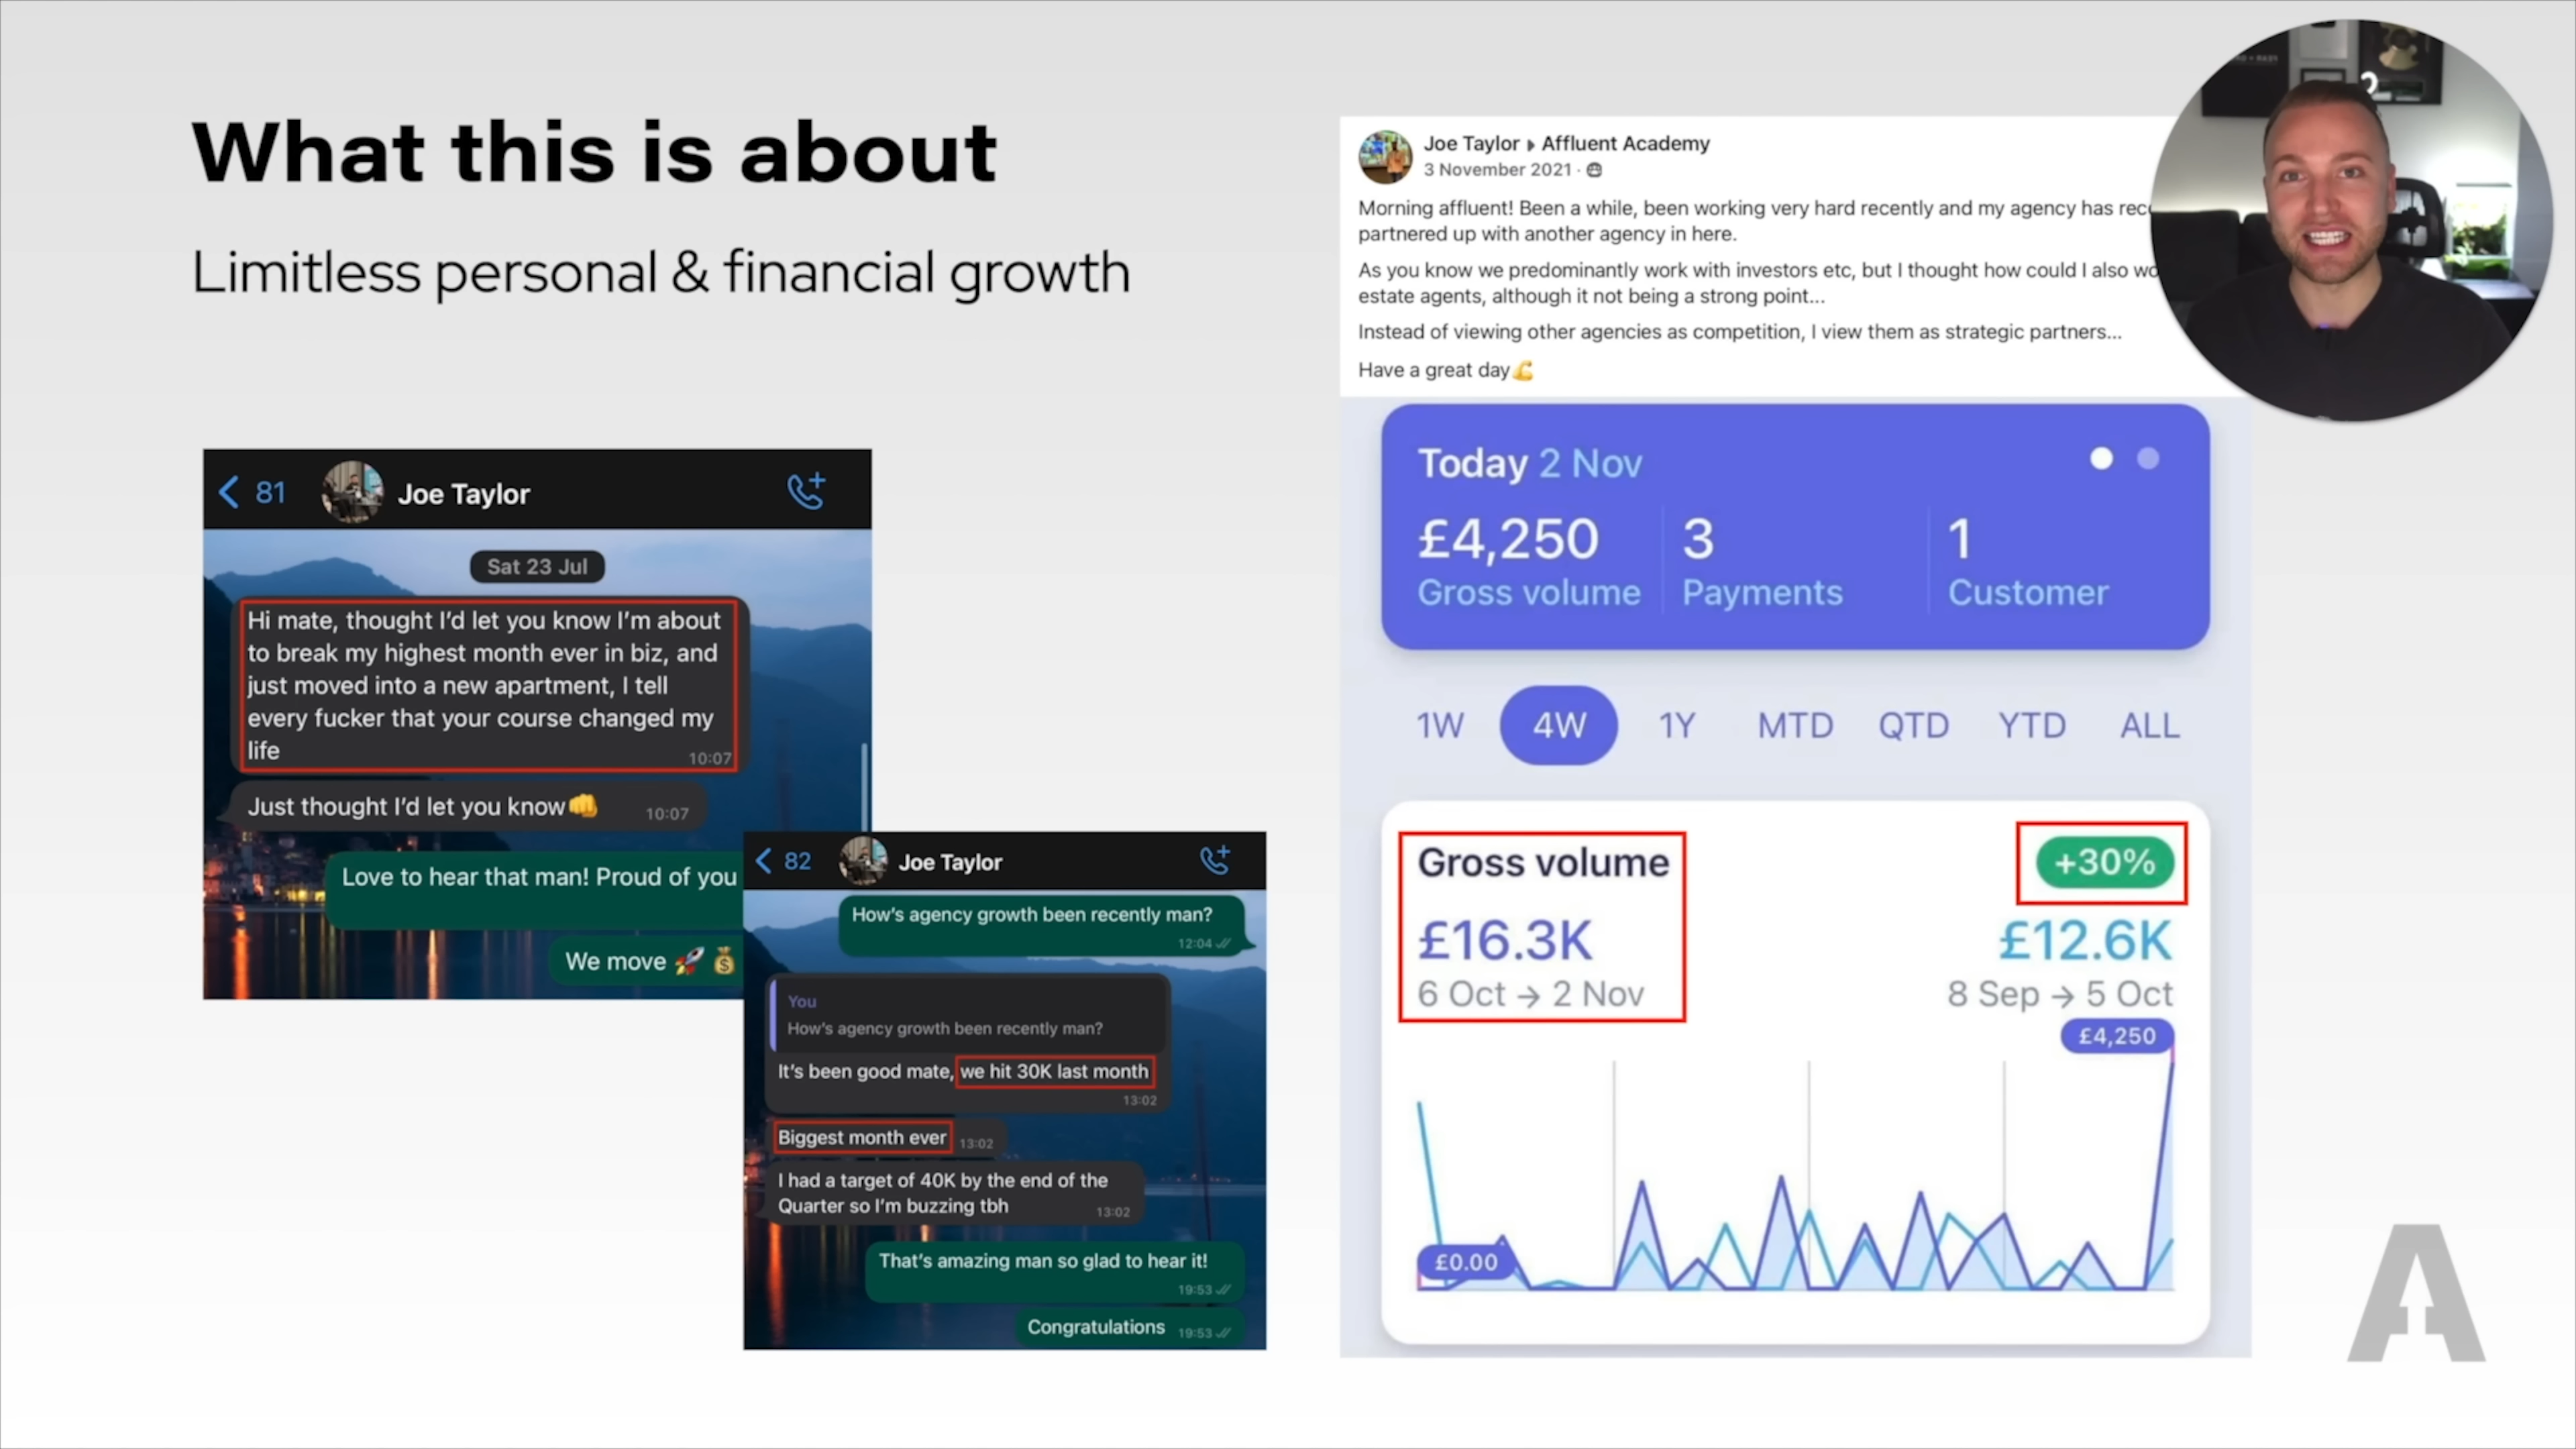 What this is about
Limitless personal & financial growth
81
Joe Taylor
Sat 23 Jul
Hi mate, thought I'd let you know I'm about
to break my highest month ever in biz, and
just moved into a new apartment, I tell
every fucker that your course changed my
life
10:07
Just thought I'd let you know👊
10:07
Love to hear that man! Proud of you
We move 🚀 💰
82
Joe Taylor
How's agency growth been recently man?
12:04
You
How's agency growth been recently man?
It's been good mate, we hit 30K last month
13:02
Biggest month ever
13:02
I had a target of 40K by the end of the
Quarter so I'm buzzing tbh
13:02
That's amazing man so glad to hear it!
19:53
Congratulations
19:53
Joe Taylor ▸ Affluent Academy
3 November 2021 ·
Morning affluent! Been a while, been working very hard recently and my agency has
partnered up with another agency in here.
As you know we predominantly work with investors etc, but I thought how could I also
estate agents, although it not being a strong point...
Instead of viewing other agencies as competition, I view them as strategic partners...
Have a great day💪
Today 2 Nov
£4,250 3 1
Gross volume Payments Customer
1W 4W 1Y MTD QTD YTD ALL
Gross volume +30%
£16.3K £12.6K
6 Oct → 2 Nov 8 Sep → 5 Oct
£4,250
£0.00